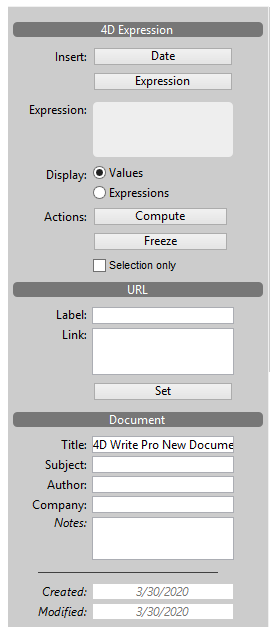 4D Expression
Insert: Date
Expression
Expression:
Display: Values
Expressions
Actions: Compute
Freeze
Selection only
URL
Label:
Link:
Set
Document
Title: 4D Write Pro New Docume
Subject:
Author:
Company:
Notes:
Created: 3/30/2020
Modified: 3/30/2020